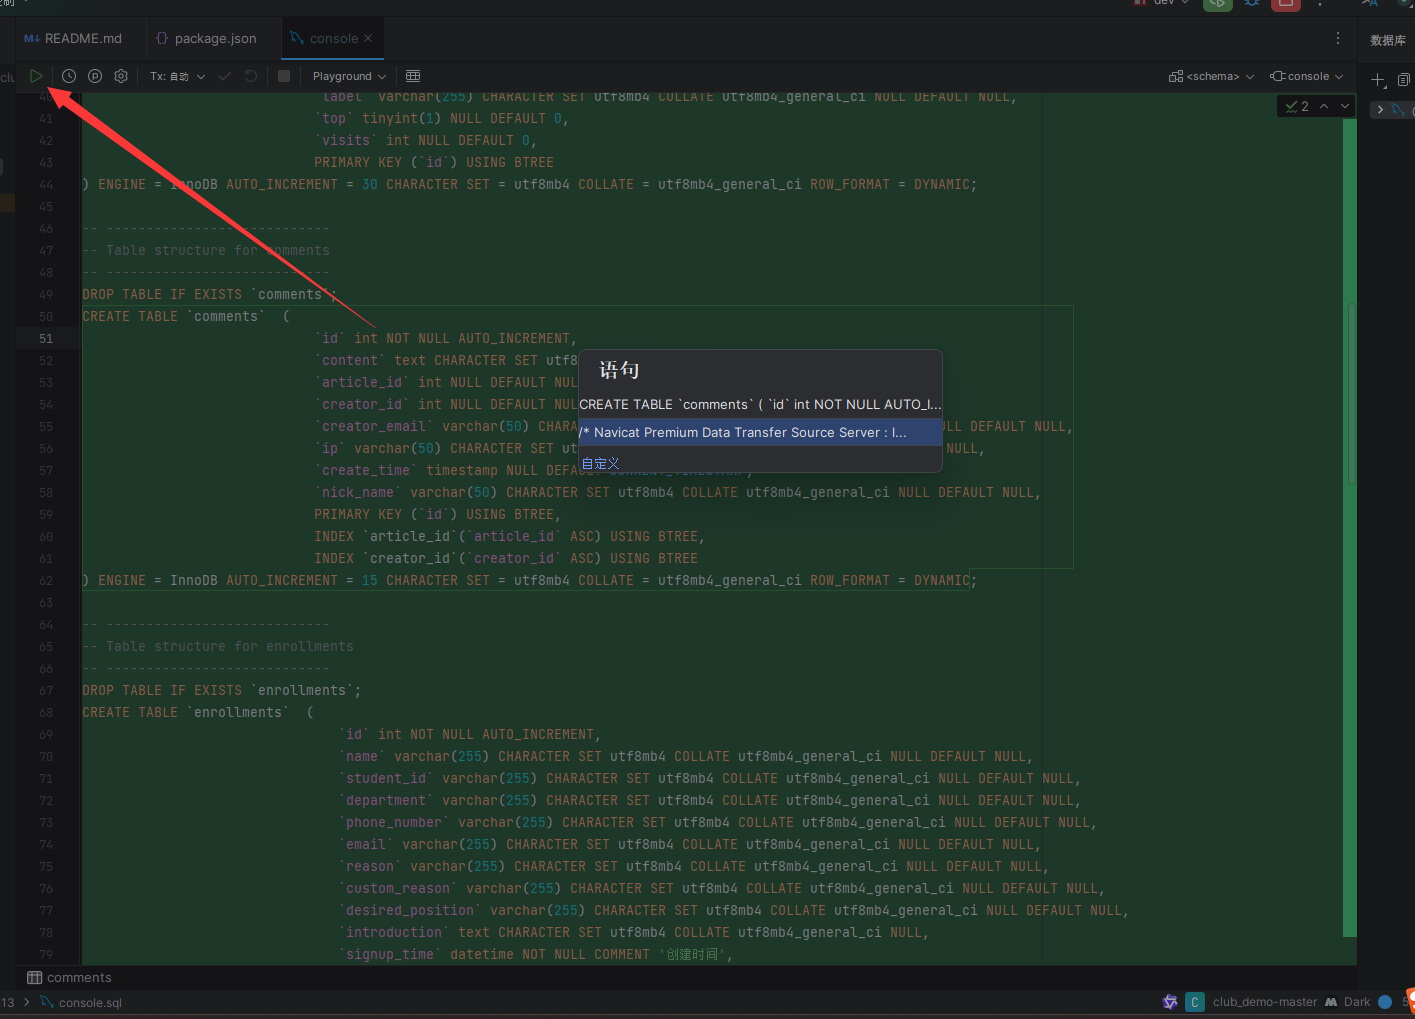 dev
README.md
package.json
console
数据库
Tx: 自动
Playground
<schema>
console
40 `label` varchar(255) CHARACTER SET utf8mb4 COLLATE utf8mb4_general_ci NULL DEFAULT NULL,
2
41 `top` tinyint(1) NULL DEFAULT 0,
42 `visits` int NULL DEFAULT 0,
43 PRIMARY KEY (`id`) USING BTREE
44 ) ENGINE = InnoDB AUTO_INCREMENT = 30 CHARACTER SET = utf8mb4 COLLATE = utf8mb4_general_ci ROW_FORMAT = DYNAMIC;
45
46 -- ----------------------------
47 -- Table structure for comments
48 -- ----------------------------
49 DROP TABLE IF EXISTS `comments`;
50 CREATE TABLE `comments`  (
51 `id` int NOT NULL AUTO_INCREMENT,
52 `content` text CHARACTER SET utf8
53 `article_id` int NULL DEFAULT NUL
54 `creator_id` int NULL DEFAULT NUL
55 `creator_email` varchar(50) CHARA LL DEFAULT NULL,
56 `ip` varchar(50) CHARACTER SET ut NULL,
57 `create_time` timestamp NULL DEFAULT CURRENT_TIMESTAMP,
58 `nick_name` varchar(50) CHARACTER SET utf8mb4 COLLATE utf8mb4_general_ci NULL DEFAULT NULL,
59 PRIMARY KEY (`id`) USING BTREE,
60 INDEX `article_id`(`article_id` ASC) USING BTREE,
61 INDEX `creator_id`(`creator_id` ASC) USING BTREE
62 ) ENGINE = InnoDB AUTO_INCREMENT = 15 CHARACTER SET = utf8mb4 COLLATE = utf8mb4_general_ci ROW_FORMAT = DYNAMIC;
63
64 -- ----------------------------
65 -- Table structure for enrollments
66 -- ----------------------------
67 DROP TABLE IF EXISTS `enrollments`;
68 CREATE TABLE `enrollments`  (
69 `id` int NOT NULL AUTO_INCREMENT,
70 `name` varchar(255) CHARACTER SET utf8mb4 COLLATE utf8mb4_general_ci NULL DEFAULT NULL,
71 `student_id` varchar(255) CHARACTER SET utf8mb4 COLLATE utf8mb4_general_ci NULL DEFAULT NULL,
72 `department` varchar(255) CHARACTER SET utf8mb4 COLLATE utf8mb4_general_ci NULL DEFAULT NULL,
73 `phone_number` varchar(255) CHARACTER SET utf8mb4 COLLATE utf8mb4_general_ci NULL DEFAULT NULL,
74 `email` varchar(255) CHARACTER SET utf8mb4 COLLATE utf8mb4_general_ci NULL DEFAULT NULL,
75 `reason` varchar(255) CHARACTER SET utf8mb4 COLLATE utf8mb4_general_ci NULL DEFAULT NULL,
76 `custom_reason` varchar(255) CHARACTER SET utf8mb4 COLLATE utf8mb4_general_ci NULL DEFAULT NULL,
77 `desired_position` varchar(255) CHARACTER SET utf8mb4 COLLATE utf8mb4_general_ci NULL DEFAULT NULL,
78 `introduction` text CHARACTER SET utf8mb4 COLLATE utf8mb4_general_ci NULL,
79 `signup_time` datetime NOT NULL COMMENT '创建时间',
语句
CREATE TABLE `comments` ( `id` int NOT NULL AUTO_I...
/* Navicat Premium Data Transfer Source Server : l...
自定义
comments
13 > console.sql
C club_demo-master
Dark